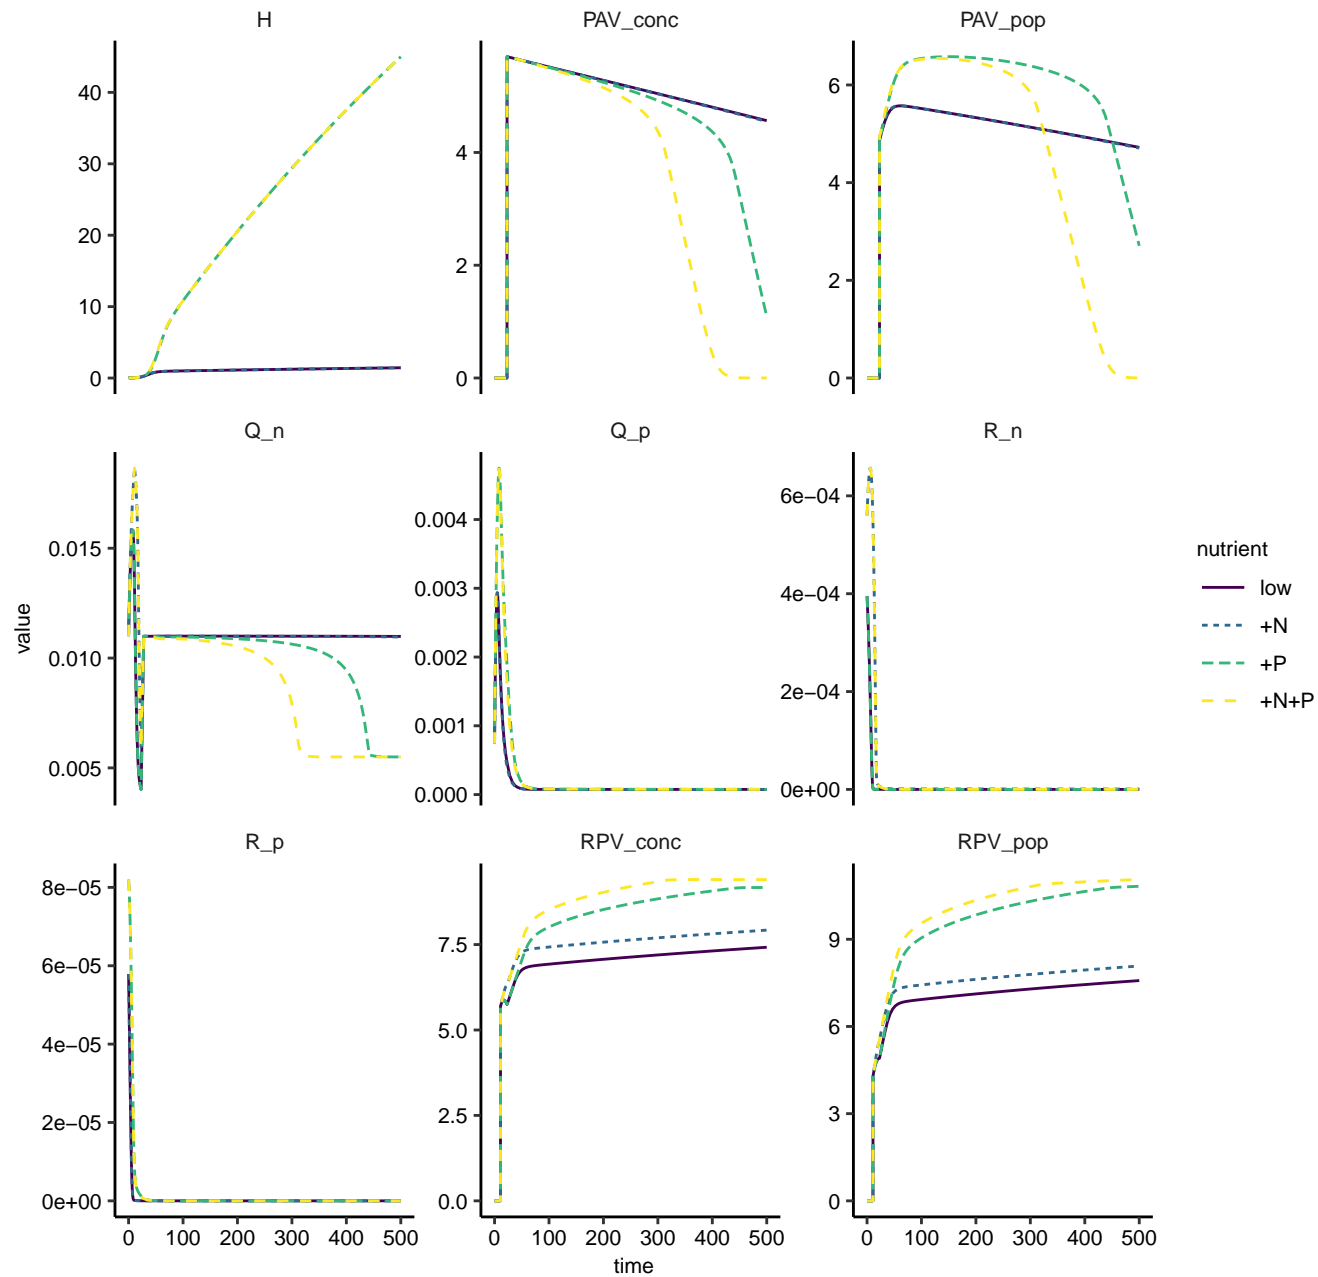 H
PAV_conc
PAV_pop
40
30
20
10
0
4
2
0
6
4
2
0
Q_n
Q_p
R_n
0.015
0.010
0.005
0.004
0.003
0.002
0.001
0.000
6e−04
4e−04
2e−04
0e+00
value
nutrient
low
+N
+P
+N+P
R_p
RPV_conc
RPV_pop
8e−05
6e−05
4e−05
2e−05
0e+00
7.5
5.0
2.5
0.0
9
6
3
0
0 100 200 300 400 500
0 100 200 300 400 500
0 100 200 300 400 500
time